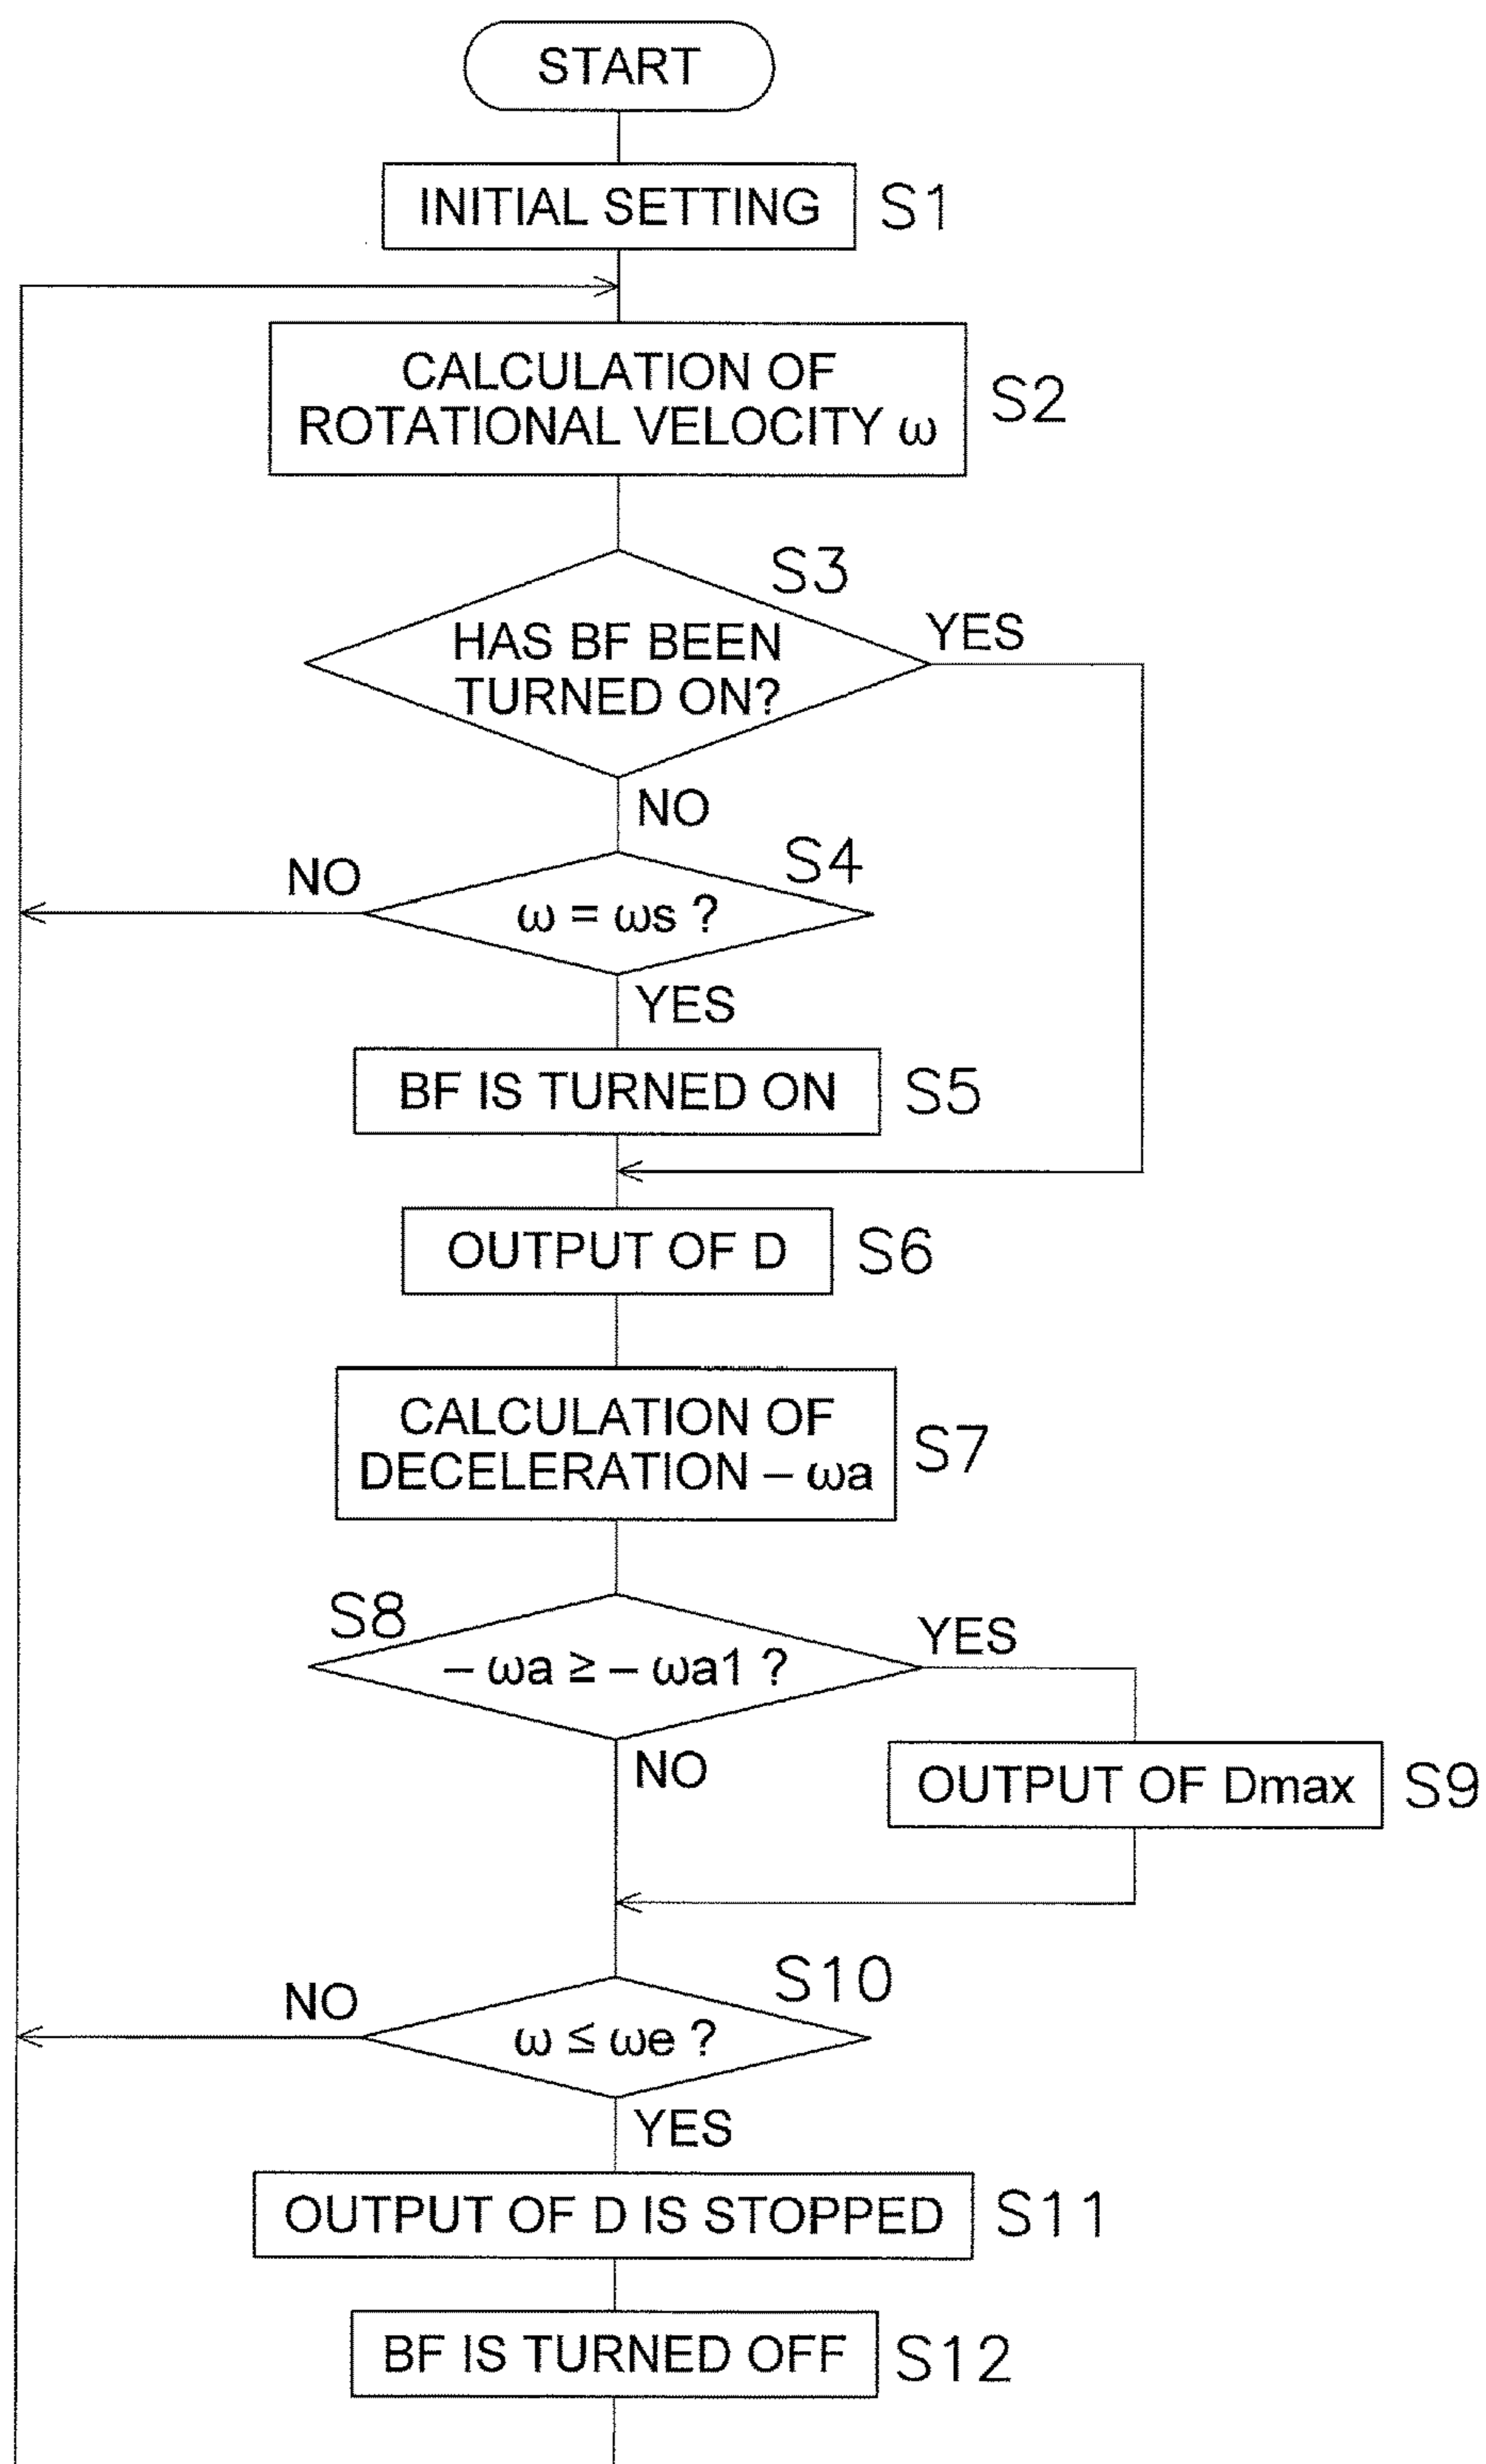 START
INITIAL SETTING
S1
CALCULATION OF
ROTATIONAL VELOCITY ω
S2
S3
HAS BF BEEN
TURNED ON?
YES
NO
S4
NO
ω = ωs ?
YES
BF IS TURNED ON
S5
OUTPUT OF D
S6
CALCULATION OF
DECELERATION – ωa
S7
S8
– ωa ≥ – ωa1 ?
YES
NO
OUTPUT OF Dmax
S9
S10
NO
ω ≤ ωe ?
YES
OUTPUT OF D IS STOPPED
S11
BF IS TURNED OFF
S12